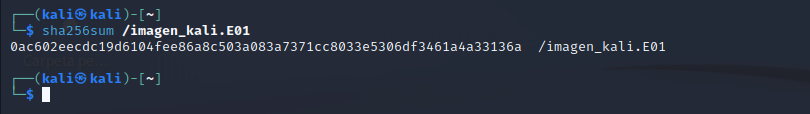 ┌──(kali㉿kali)-[~]
└─$ sha256sum /imagen_kali.E01
0ac602eecdc19d6104fee86a8c503a083a7371cc8033e5306df3461a4a33136a  /imagen_kali.E01
┌──(kali㉿kali)-[~]
└─$